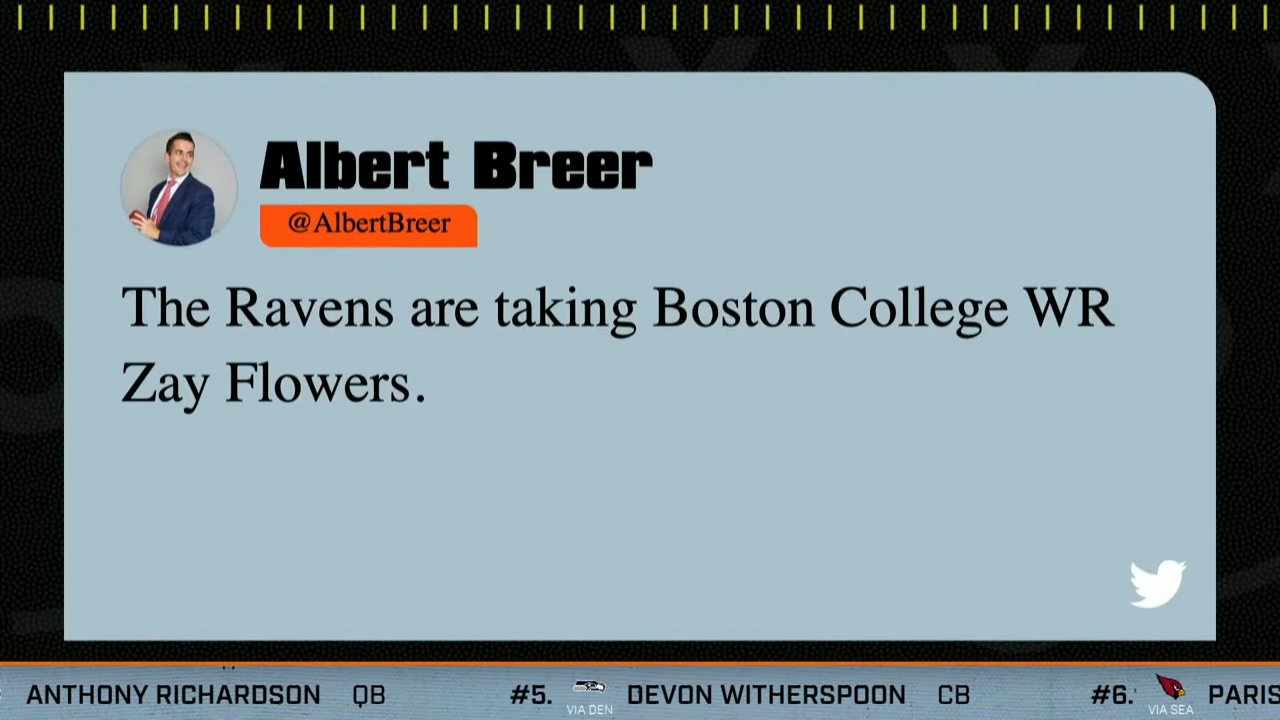 Albert Breer
@AlbertBreer
The Ravens are taking Boston College WR
Zay Flowers.
ANTHONY RICHARDSON QB #5. VIA DEN DEVON WITHERSPOON CB #6. VIA SEA PARIS